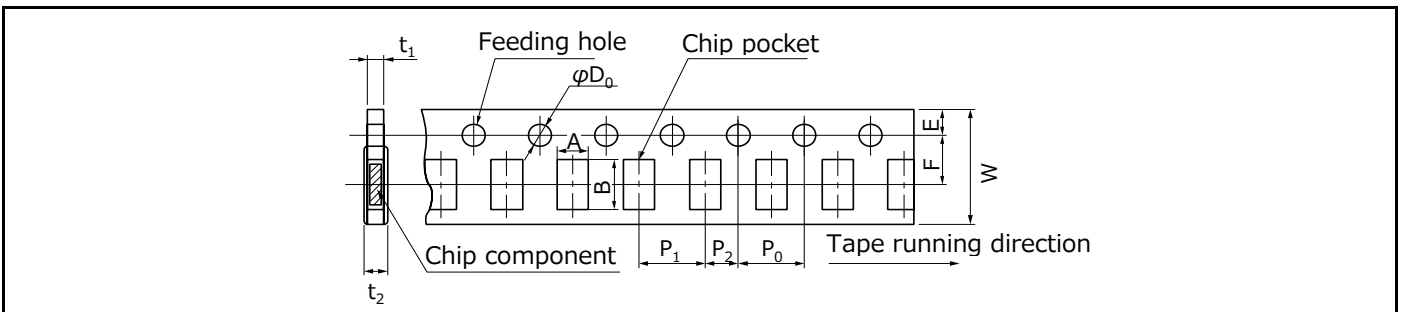 t₁
Feeding hole
Chip pocket
φD₀
A
B
E
F
W
P₁
P₂
P₀
Tape running direction
Chip component
t₂